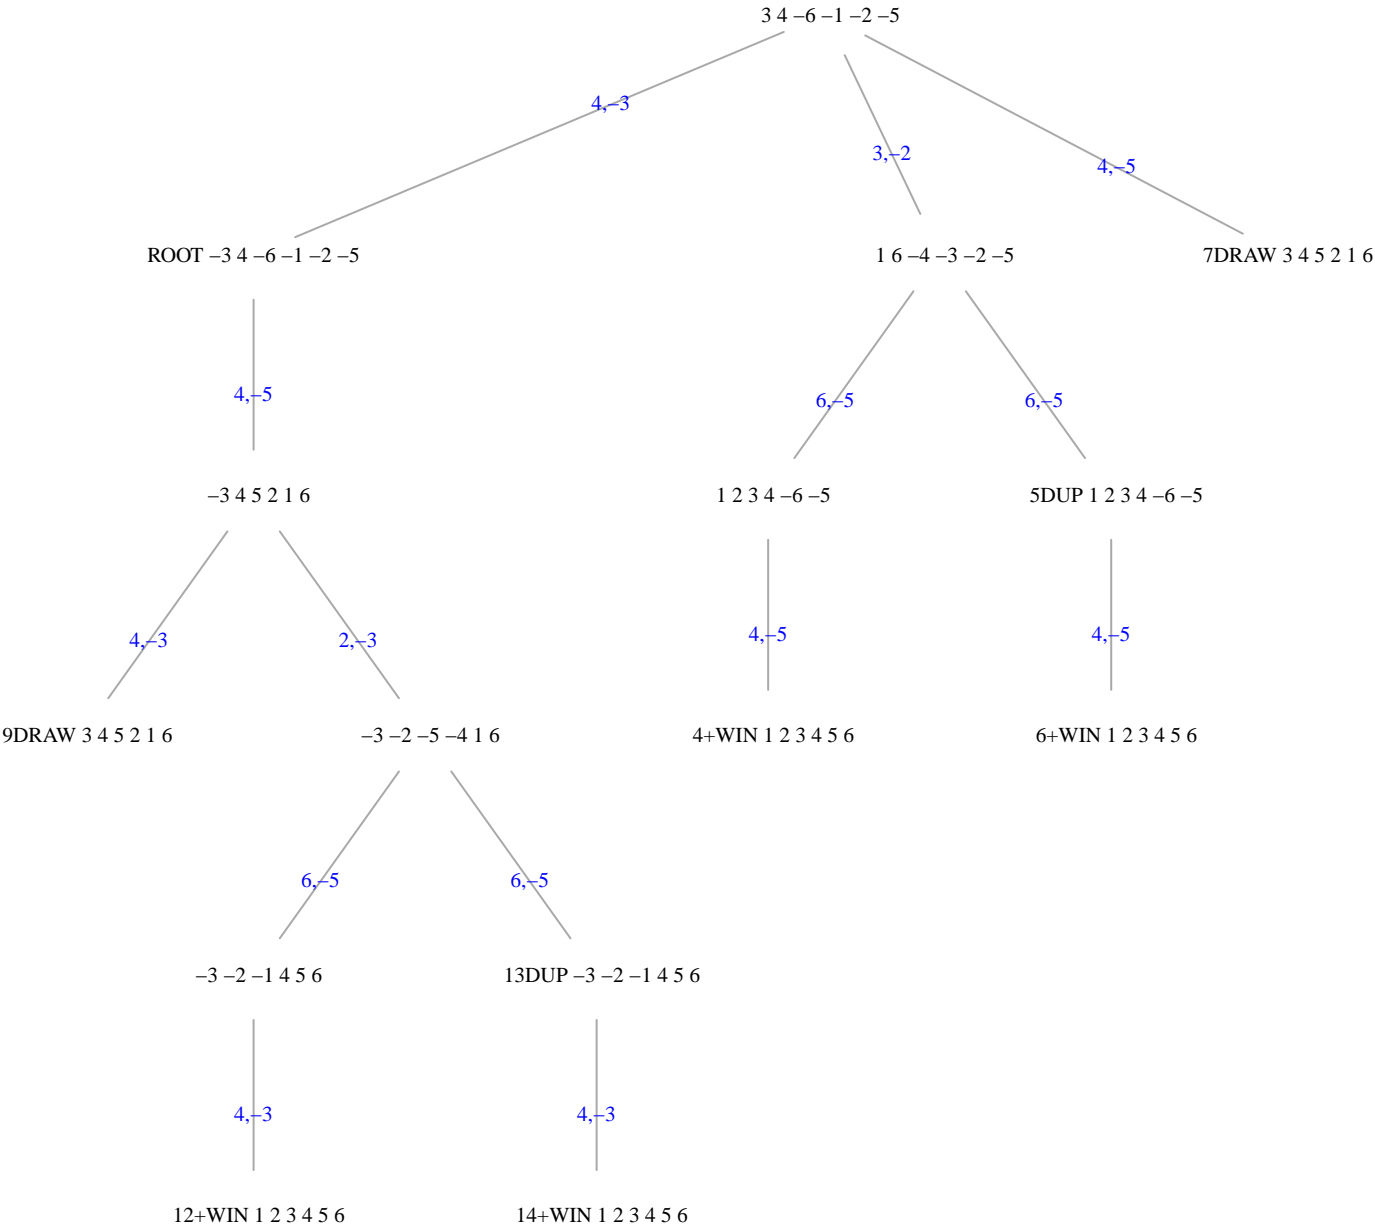 3 4 –6 –1 –2 –5
4,–3
3,–2
4,–5
ROOT –3 4 –6 –1 –2 –5
1 6 –4 –3 –2 –5
7DRAW 3 4 5 2 1 6
4,–5
6,–5
6,–5
–3 4 5 2 1 6
1 2 3 4 –6 –5
5DUP 1 2 3 4 –6 –5
4,–3
2,–3
4,–5
4,–5
9DRAW 3 4 5 2 1 6
–3 –2 –5 –4 1 6
4+WIN 1 2 3 4 5 6
6+WIN 1 2 3 4 5 6
6,–5
6,–5
–3 –2 –1 4 5 6
13DUP –3 –2 –1 4 5 6
4,–3
4,–3
12+WIN 1 2 3 4 5 6
14+WIN 1 2 3 4 5 6